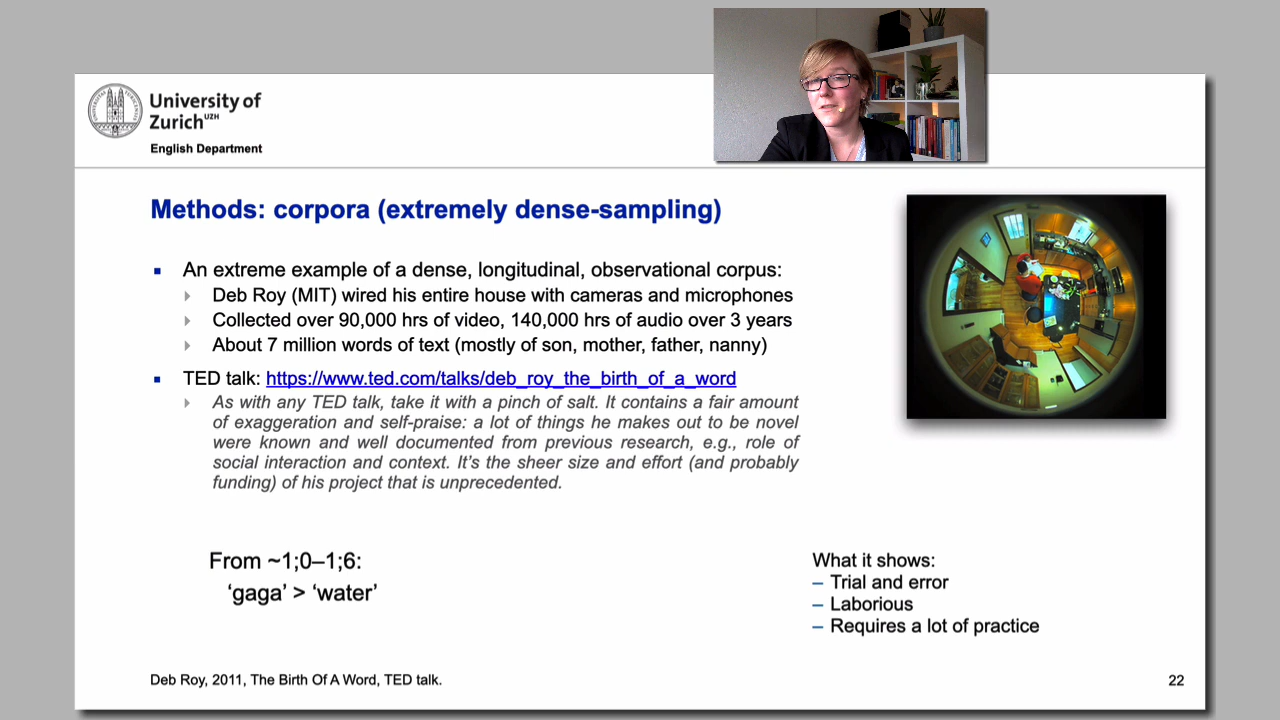 University of
Zurich UZH
English Department
Methods: corpora (extremely dense-sampling)
An extreme example of a dense, longitudinal, observational corpus:
Deb Roy (MIT) wired his entire house with cameras and microphones
Collected over 90,000 hrs of video, 140,000 hrs of audio over 3 years
About 7 million words of text (mostly of son, mother, father, nanny)
TED talk: https://www.ted.com/talks/deb_roy_the_birth_of_a_word
As with any TED talk, take it with a pinch of salt. It contains a fair amount
of exaggeration and self-praise: a lot of things he makes out to be novel
were known and well documented from previous research, e.g., role of
social interaction and context. It's the sheer size and effort (and probably
funding) of his project that is unprecedented.
From ~1;0–1;6:
‘gaga’ > ‘water’
What it shows:
– Trial and error
– Laborious
– Requires a lot of practice
Deb Roy, 2011, The Birth Of A Word, TED talk.
22